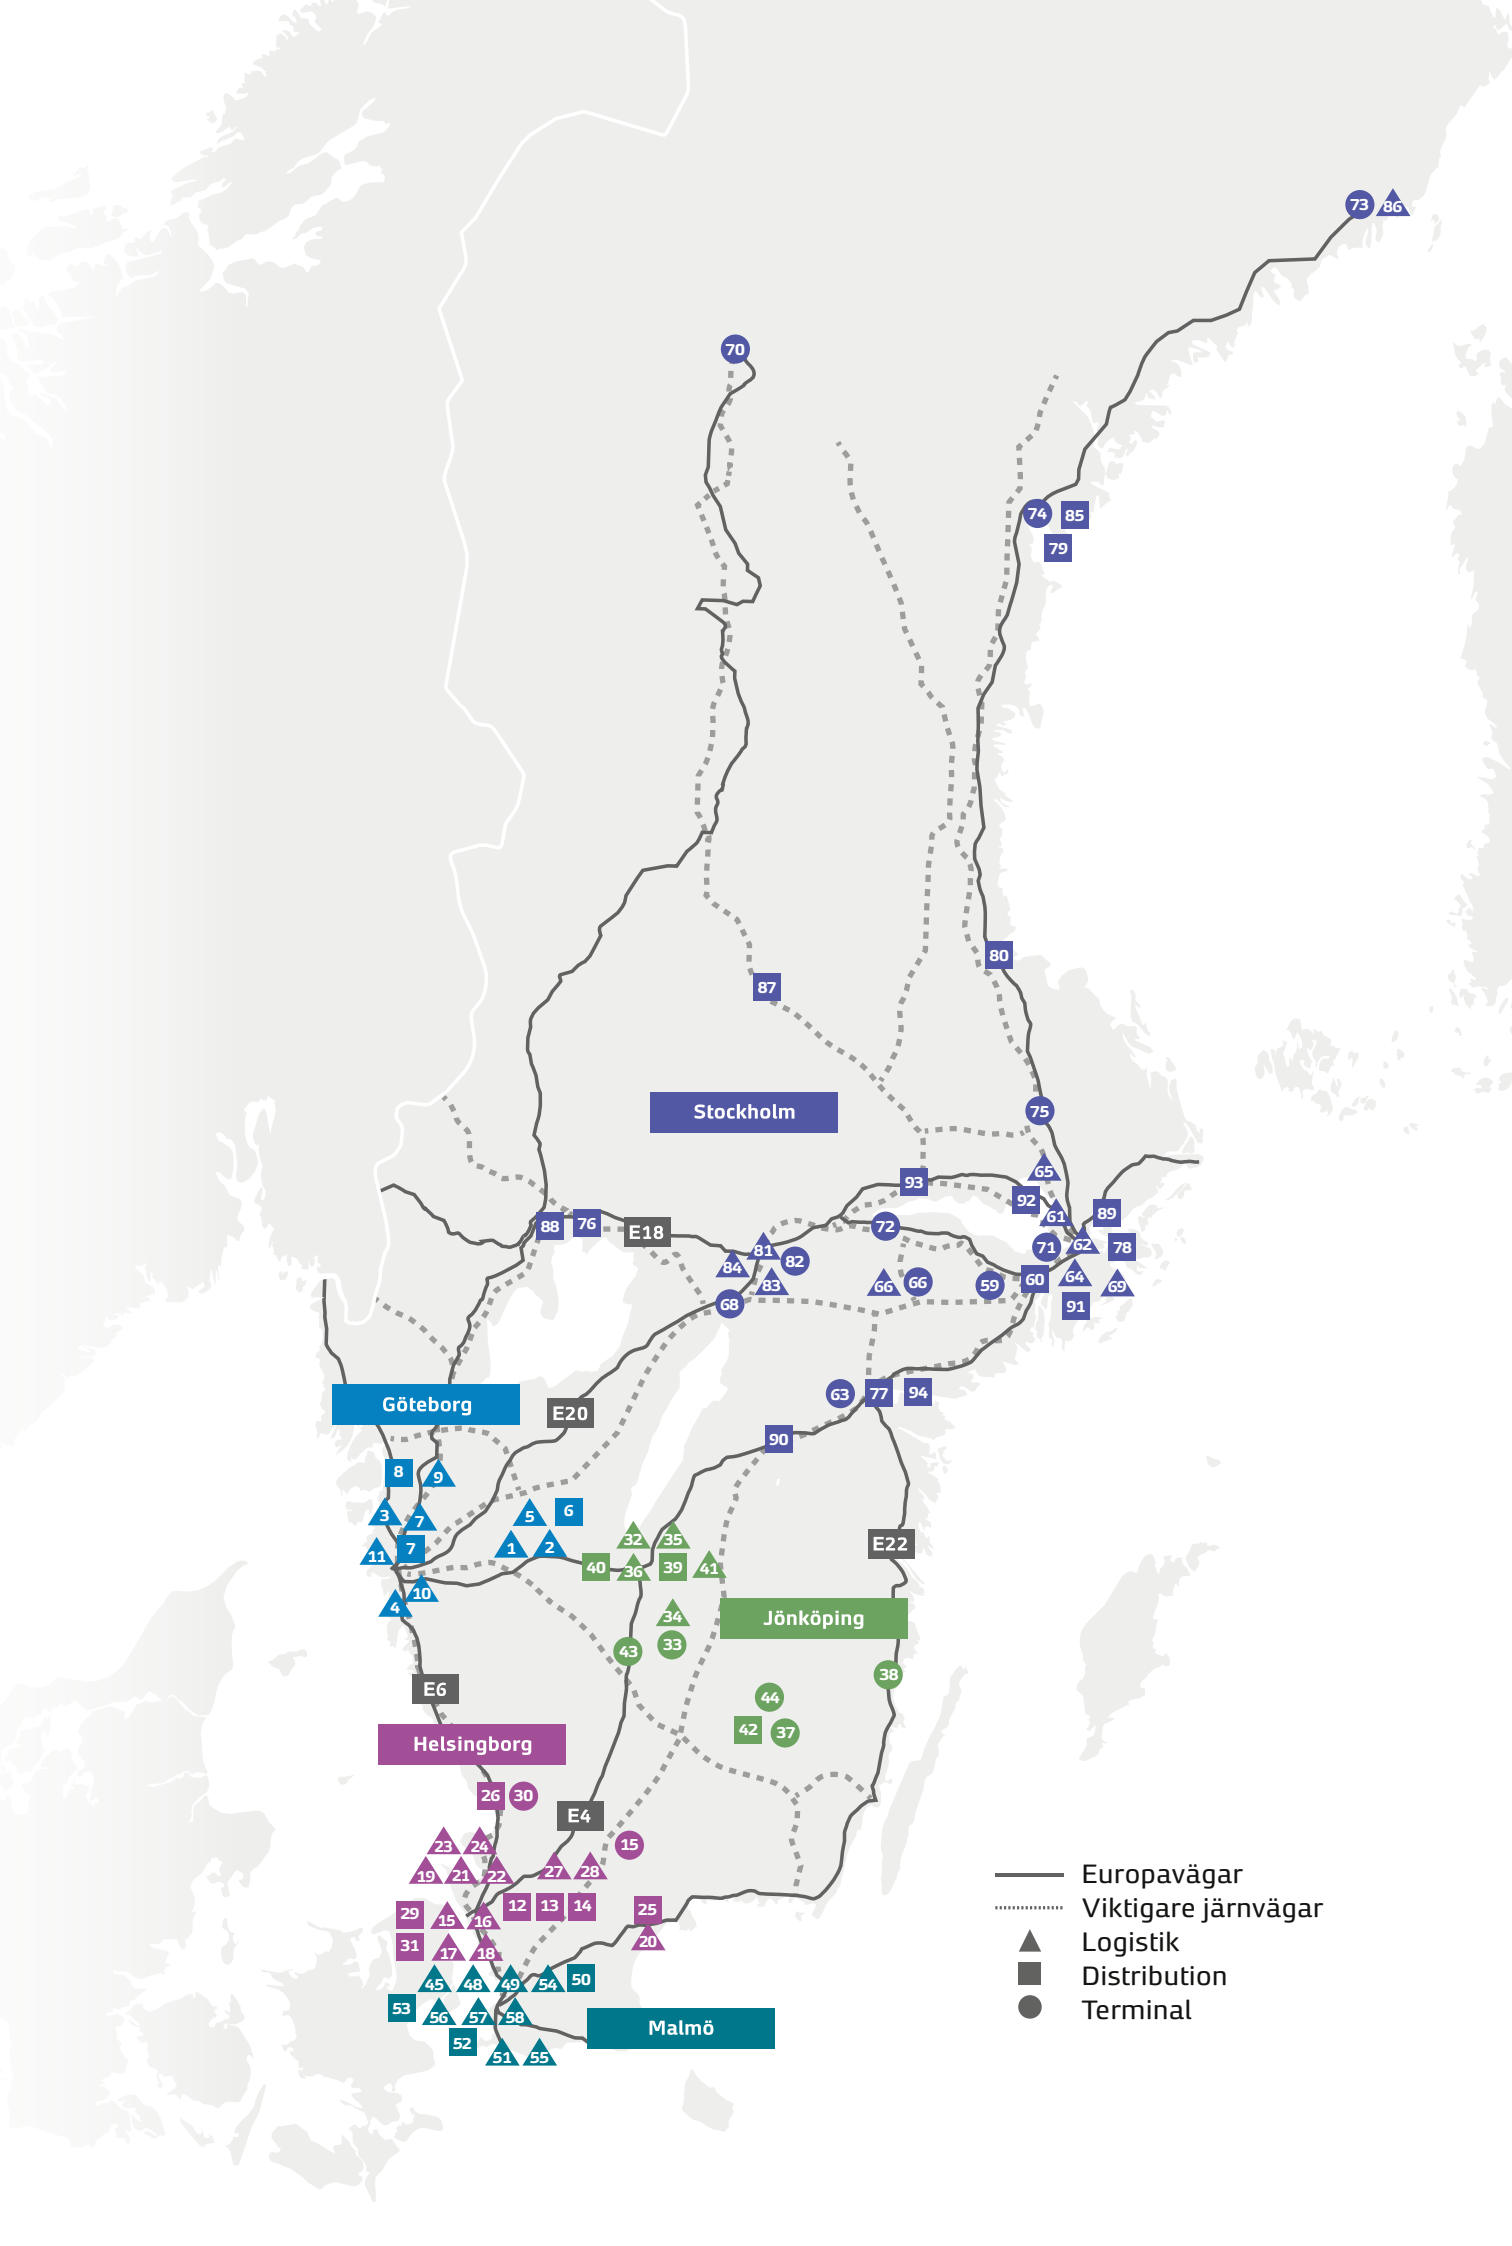 73 86
70
74 85
79
80
87
Stockholm
75
65
93
92
61 89
88 76 E18 72
81 82 71 62 78
84 83 66 66 59 60 64 69
68 91
63 77 94
Göteborg E20
90
8 9
3 7 5 6
11 7 1 2 32 35 E22
40 36 39 41
10
4 34 Jönköping
43 33
38
E6
44
42 37
Helsingborg
26 30
E4
23 24 15
19 21 22 27 28
12 13 14
29 15 16 25
31 17 18 20
45 48 49 54 50
53 56 57 58
Malmö
52 51 55
Europavägar
Viktigare järnvägar
Logistik
Distribution
Terminal